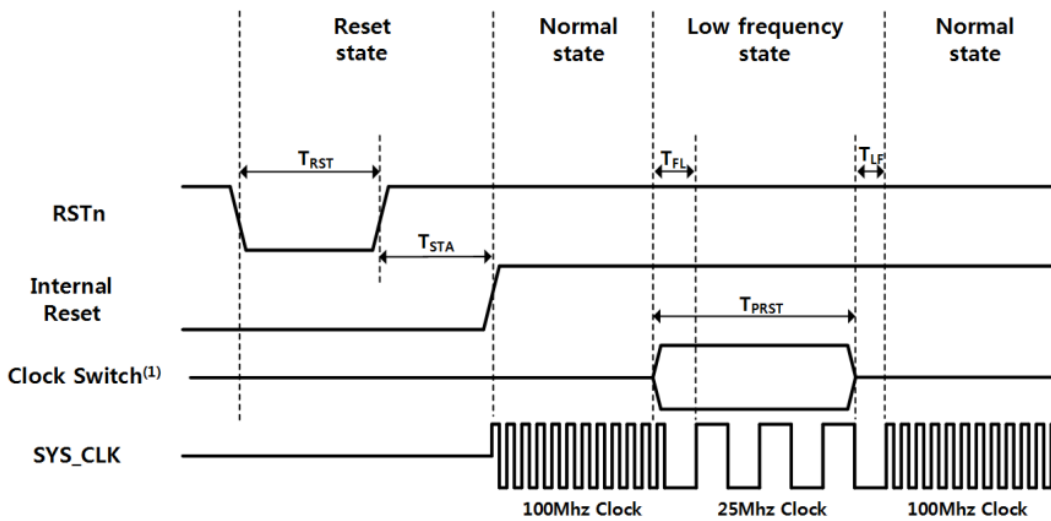 Reset
state
Normal
state
Low frequency
state
Normal
state
TRST
TFL
TLF
RSTn
TSTA
Internal
Reset
TPRST
Clock Switch(1)
SYS_CLK
100Mhz Clock
25Mhz Clock
100Mhz Clock